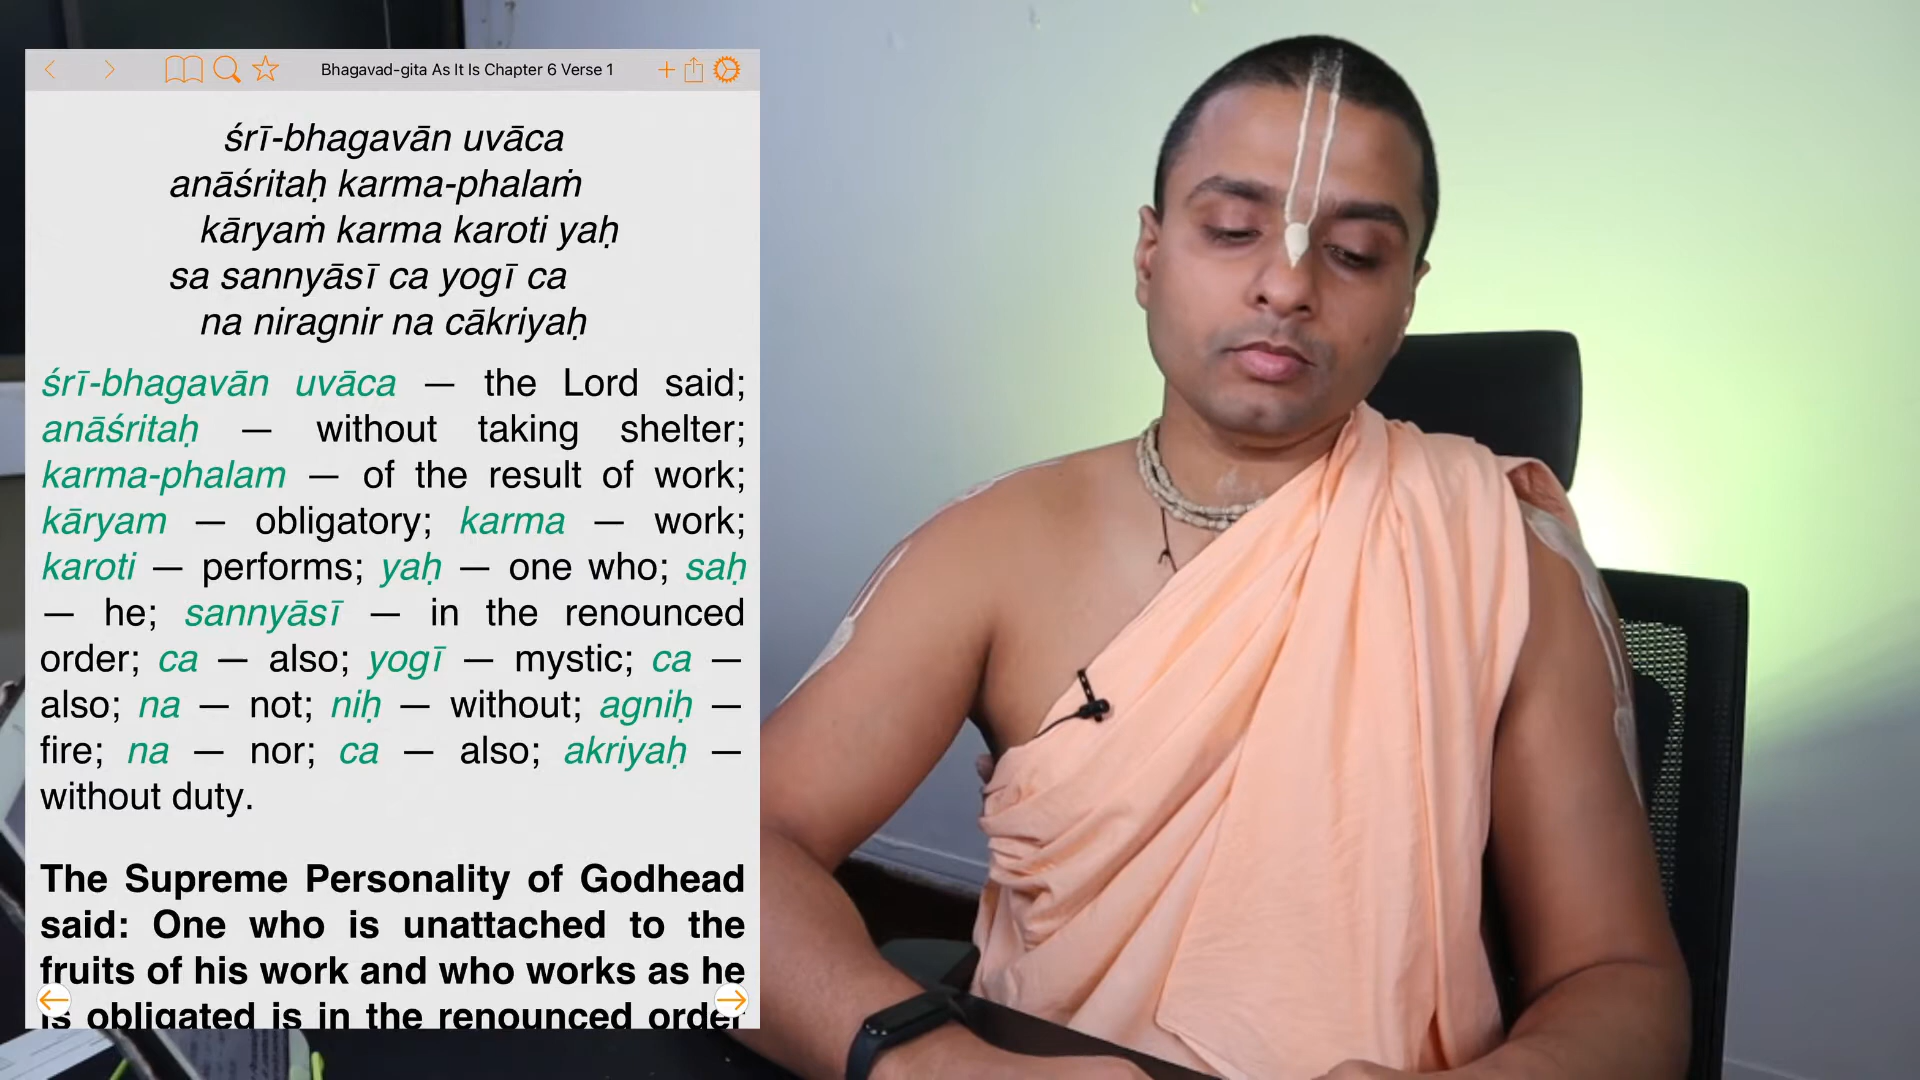 Bhagavad-gita As It Is Chapter 6 Verse 1
śrī-bhagavān uvāca
anāśritaḥ karma-phalaṁ
kāryaṁ karma karoti yaḥ
sa sannyāsī ca yogī ca
na niragnir na cākriyaḥ
śrī-bhagavān uvāca — the Lord said;
anāśritaḥ — without taking shelter;
karma-phalam — of the result of work;
kāryam — obligatory; karma — work;
karoti — performs; yaḥ — one who; saḥ
— he; sannyāsī — in the renounced
order; ca — also; yogī — mystic; ca —
also; na — not; niḥ — without; agniḥ —
fire; na — nor; ca — also; akriyaḥ —
without duty.
The Supreme Personality of Godhead
said: One who is unattached to the
fruits of his work and who works as he
is obligated is in the renounced order